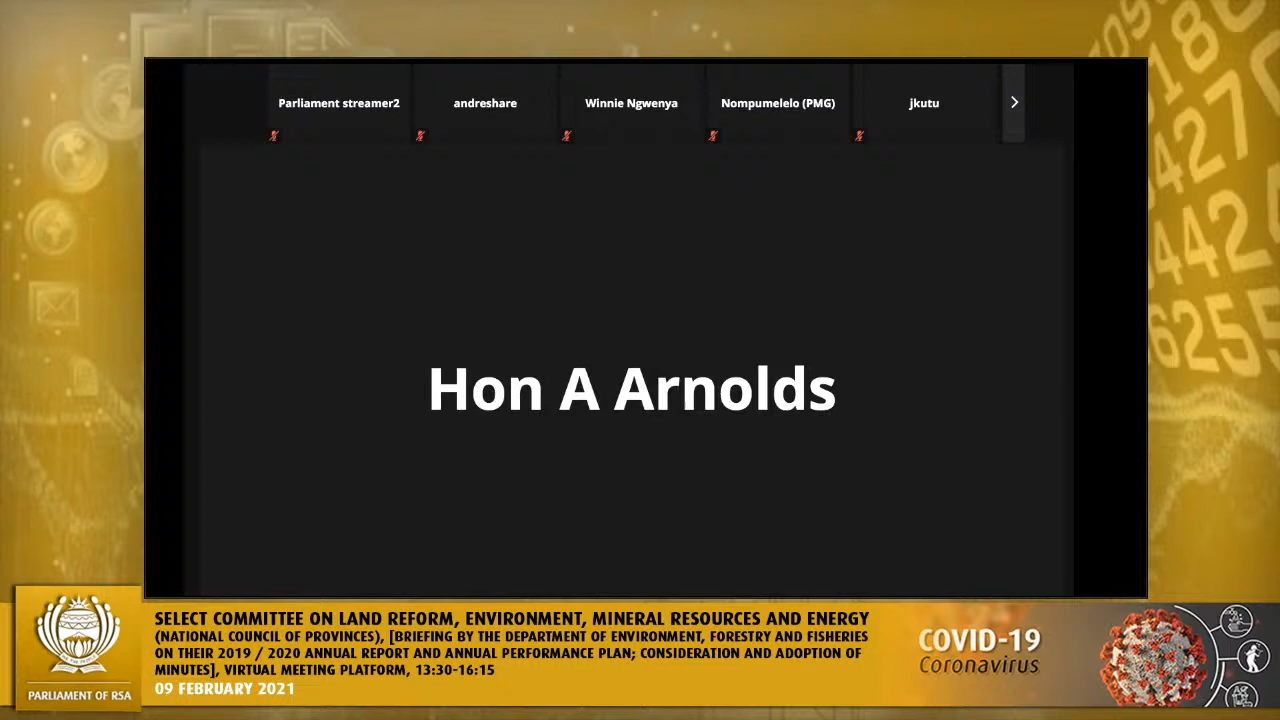 Parliament streamer2
andreshare
Winnie Ngwenya
Nompumelelo (PMG)
jkutu
Hon A Arnolds
SELECT COMMITTEE ON LAND REFORM, ENVIRONMENT, MINERAL RESOURCES AND ENERGY
(NATIONAL COUNCIL OF PROVINCES), [BRIEFING BY THE DEPARTMENT OF ENVIRONMENT, FORESTRY AND FISHERIES
ON THEIR 2019 / 2020 ANNUAL REPORT AND ANNUAL PERFORMANCE PLAN; CONSIDERATION AND ADOPTION OF
MINUTES], VIRTUAL MEETING PLATFORM, 13:30-16:15
09 FEBRUARY 2021
PARLIAMENT OF RSA
COVID-19
Coronavirus